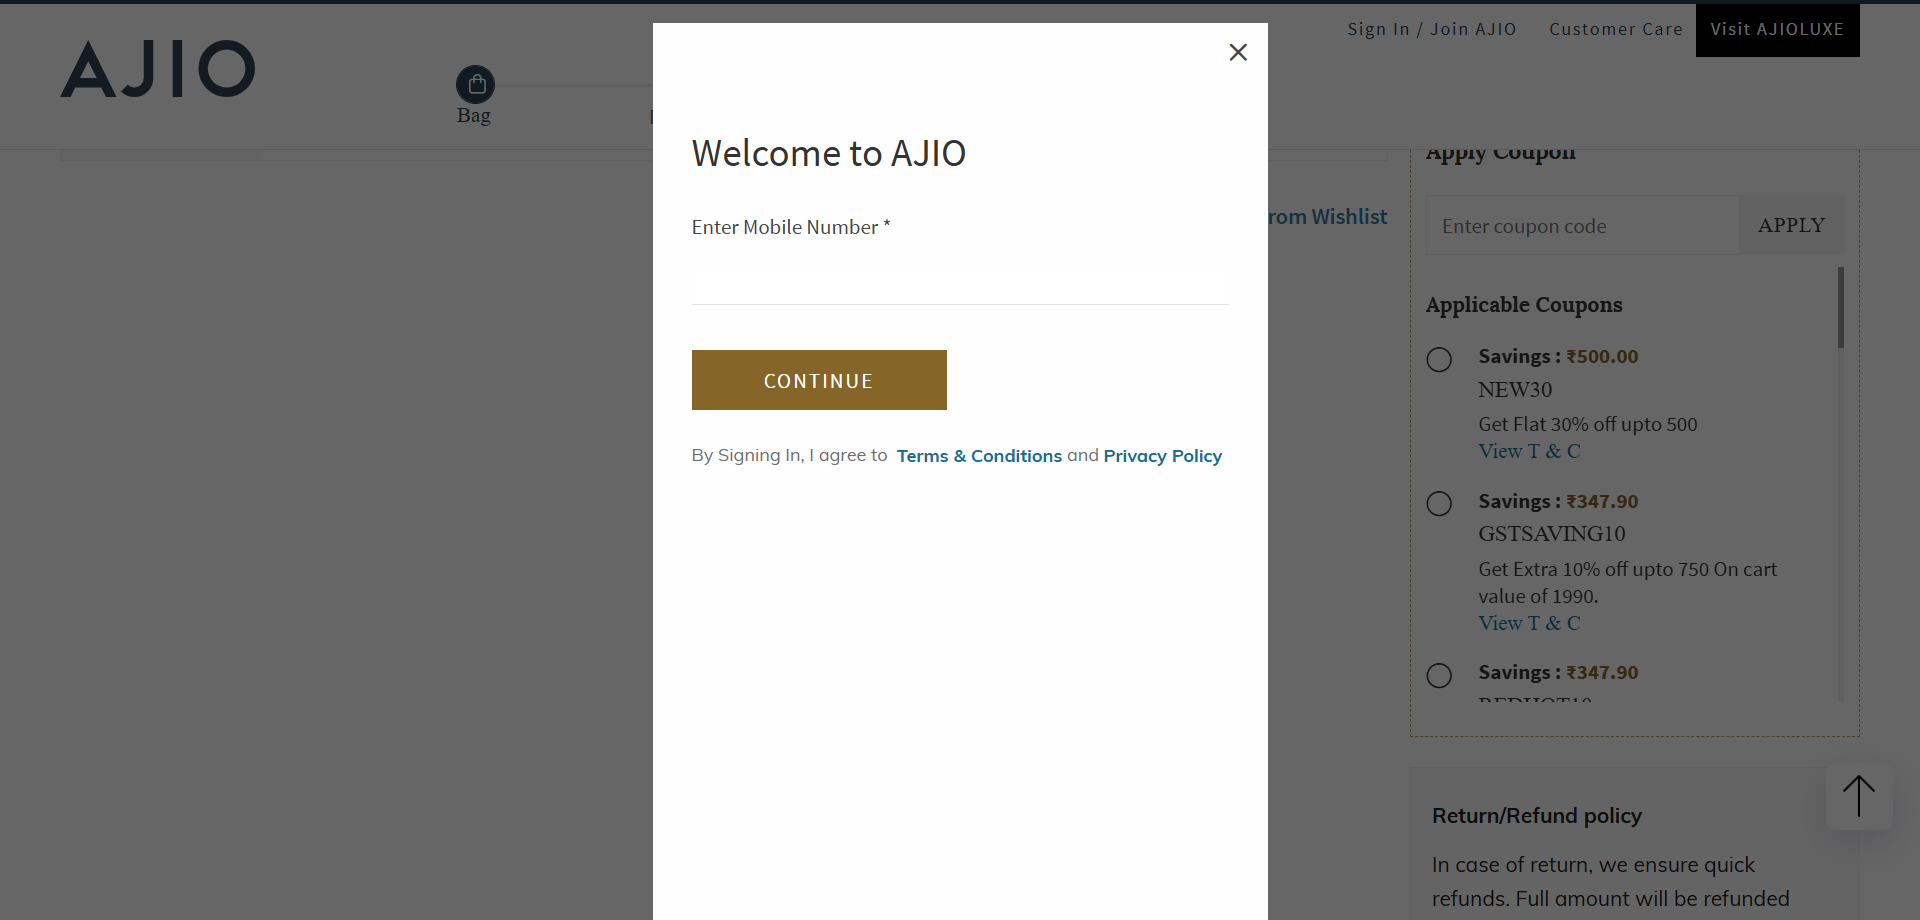 Sign In / Join AJIO
Customer Care
Visit AJIOLUXE
AJIO
Bag
Welcome to AJIO
Enter Mobile Number *
CONTINUE
By Signing In, I agree to Terms & Conditions and Privacy Policy
rom Wishlist
Apply Coupon
Enter coupon code
APPLY
Applicable Coupons
Savings : ₹500.00
NEW30
Get Flat 30% off upto 500
View T & C
Savings : ₹347.90
GSTSAVING10
Get Extra 10% off upto 750 On cart
value of 1990.
View T & C
Savings : ₹347.90
Return/Refund policy
In case of return, we ensure quick
refunds. Full amount will be refunded